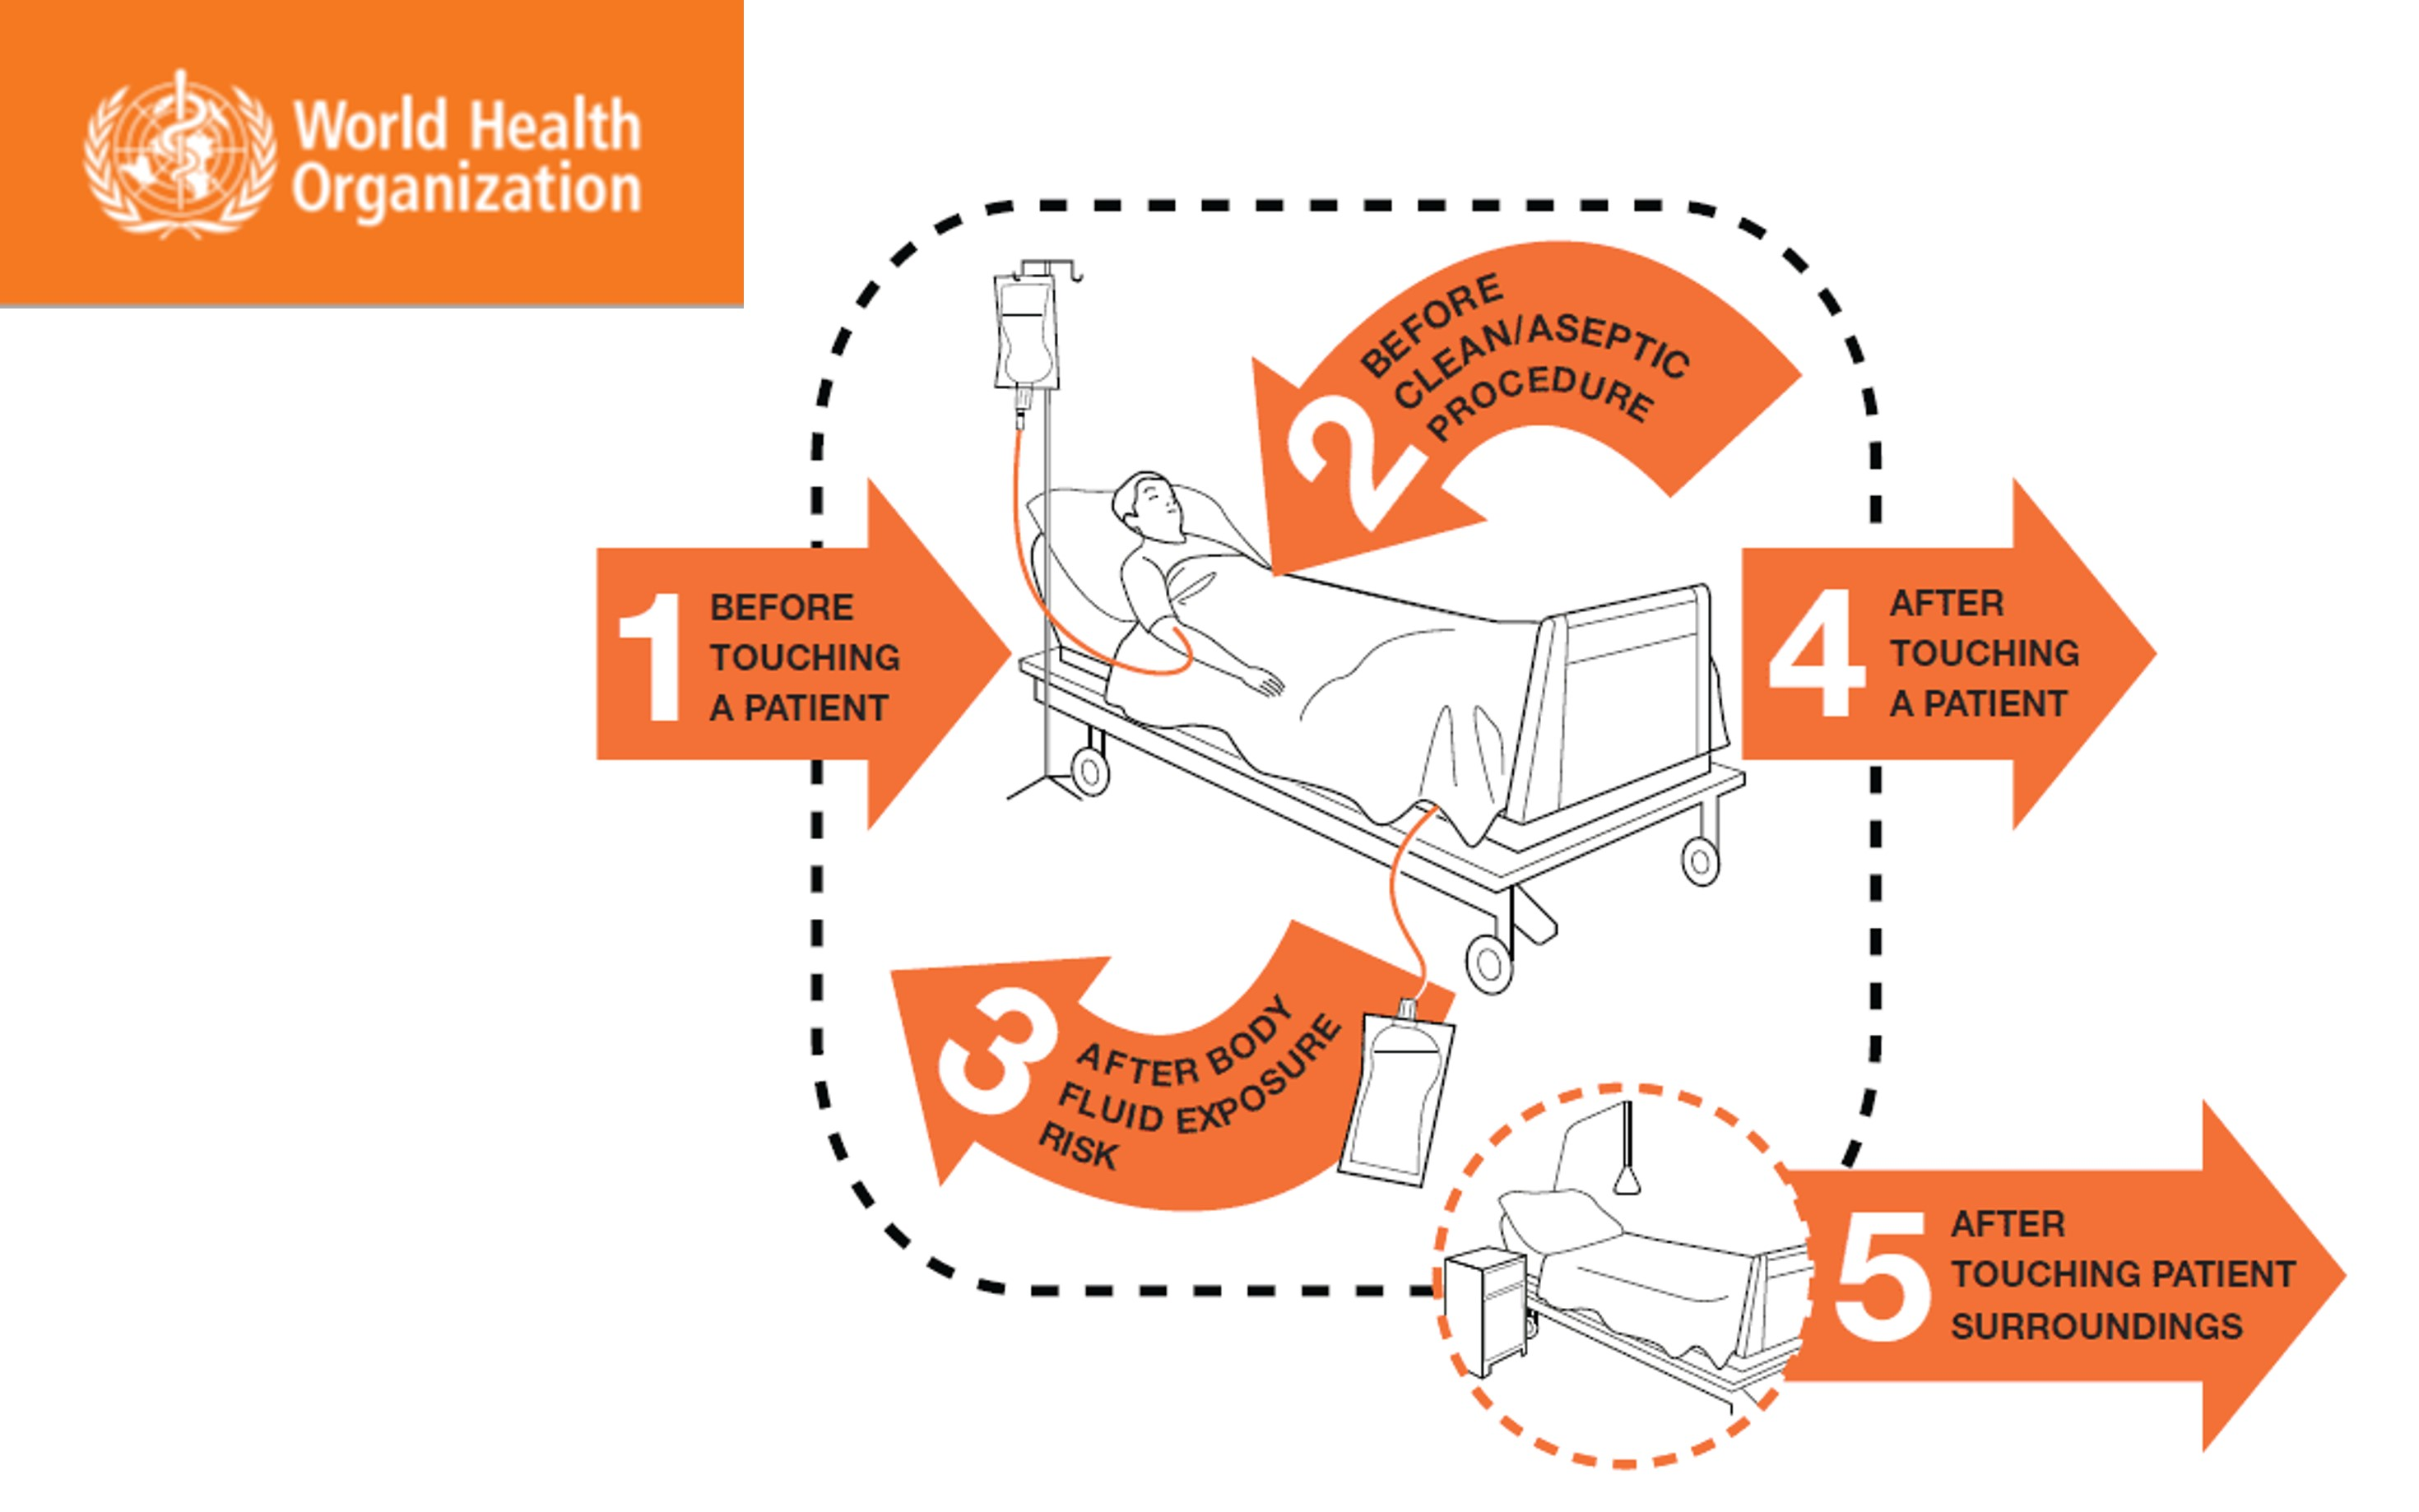 World Health
Organization
1
BEFORE
TOUCHING
A PATIENT
2
BEFORE
CLEAN/ASEPTIC
PROCEDURE
3
AFTER BODY
FLUID EXPOSURE
RISK
4
AFTER
TOUCHING
A PATIENT
5
AFTER
TOUCHING PATIENT
SURROUNDINGS